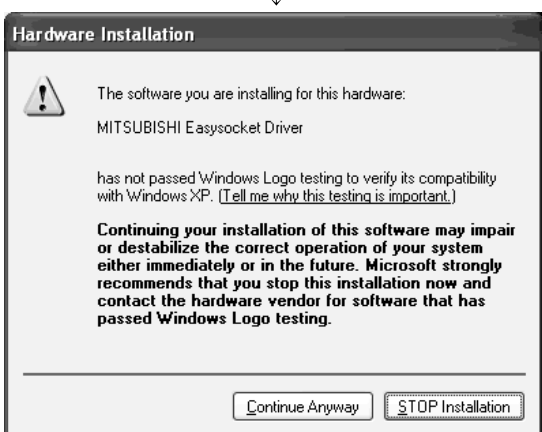 Hardware Installation
The software you are installing for this hardware:
MITSUBISHI Easysocket Driver
has not passed Windows Logo testing to verify its compatibility
with Windows XP. (Tell me why this testing is important.)
Continuing your installation of this software may impair
or destabilize the correct operation of your system
either immediately or in the future. Microsoft strongly
recommends that you stop this installation now and
contact the hardware vendor for software that has
passed Windows Logo testing.
Continue Anyway
STOP Installation